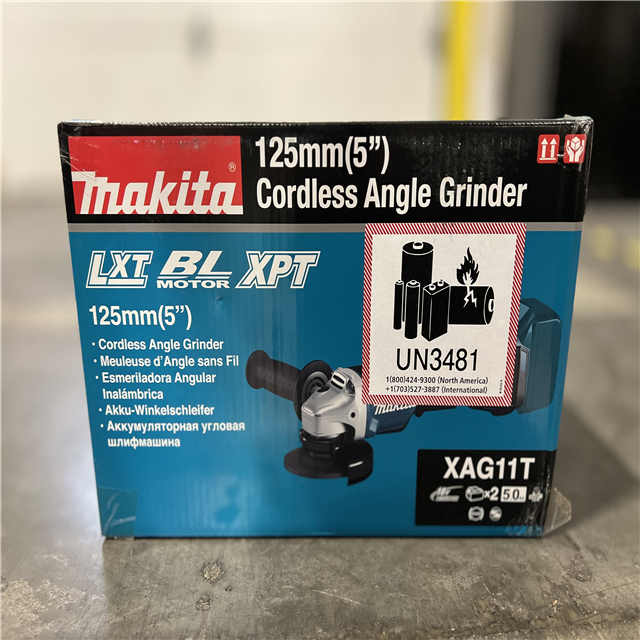 makita®
125mm(5”)
Cordless Angle Grinder
LXT BL MOTOR XPT
125mm(5”)
• Cordless Angle Grinder
• Meuleuse d’Angle sans Fil
• Esmeriladora Angular
Inalámbrica
• Akku-Winkelschleifer
• Аккумуляторная угловая
шлифмашина
UN3481
1(800)424-9300 (North America)
+1(703)527-3887 (International)
makita
XAG11T
x2 5.0